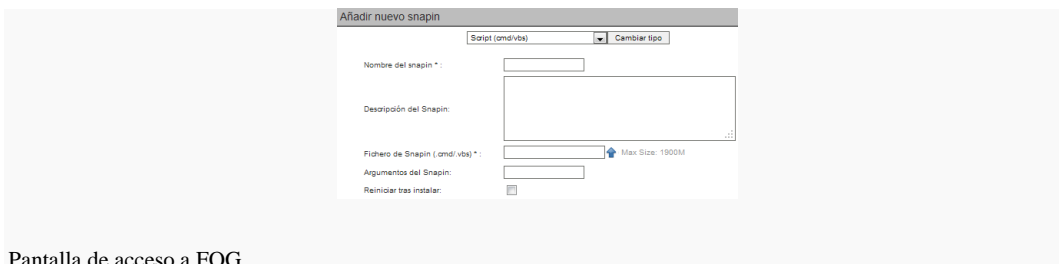 Añadir nuevo snapin
Script (cmd/vbs) Cambiar tipo
Nombre del snapin * :
Descripción del Snapin:
Fichero de Snapin (.cmd/.vbs) * : Max Size: 1900M
Argumentos del Snapin:
Reiniciar tras instalar:
Pantalla de acceso a FOG